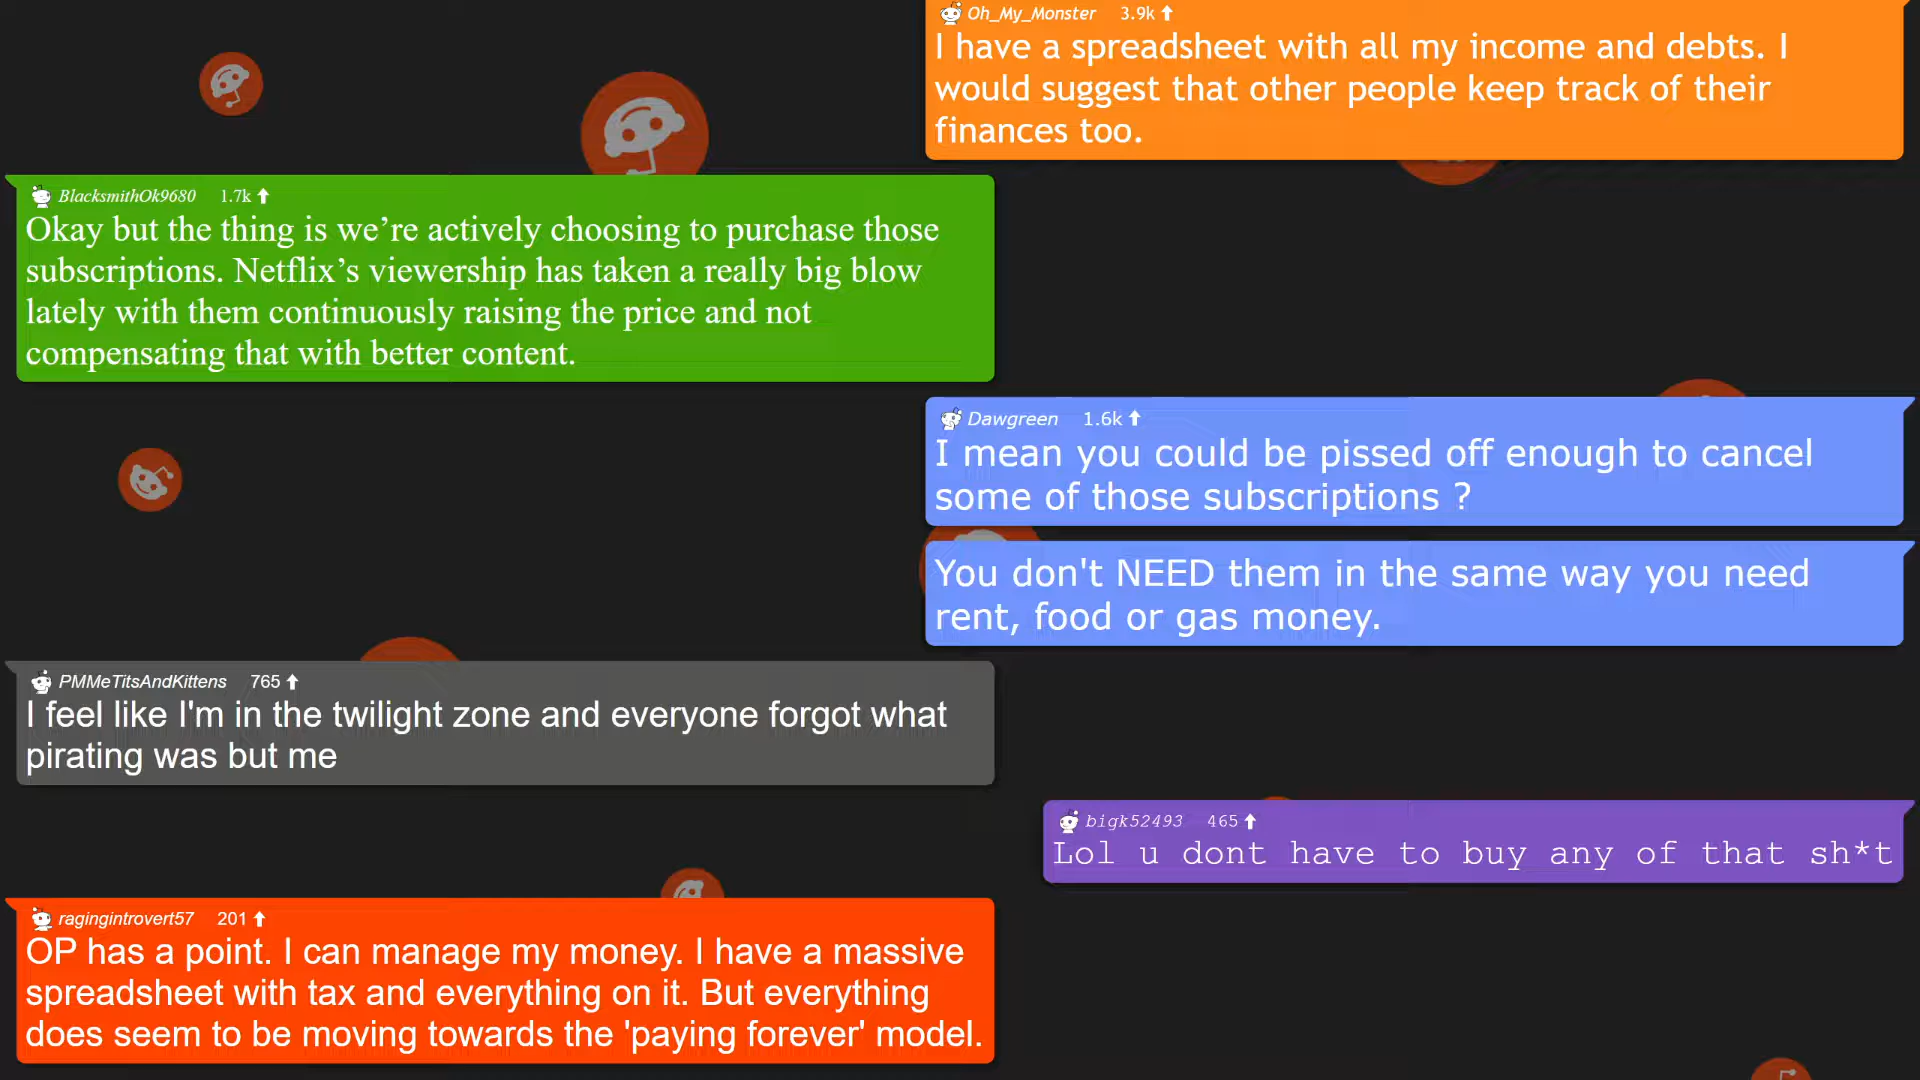 Oh_My_Monster 3.9k
I have a spreadsheet with all my income and debts. I
would suggest that other people keep track of their
finances too.
BlacksmithOk9680 1.7k
Okay but the thing is we’re actively choosing to purchase those
subscriptions. Netflix’s viewership has taken a really big blow
lately with them continuously raising the price and not
compensating that with better content.
Dawgreen 1.6k
I mean you could be pissed off enough to cancel
some of those subscriptions ?
You don't NEED them in the same way you need
rent, food or gas money.
PMMeTitsAndKittens 765
I feel like I'm in the twilight zone and everyone forgot what
pirating was but me
bigk52493 465
Lol u dont have to buy any of that sh*t
ragingintrovert57 201
OP has a point. I can manage my money. I have a massive
spreadsheet with tax and everything on it. But everything
does seem to be moving towards the 'paying forever' model.